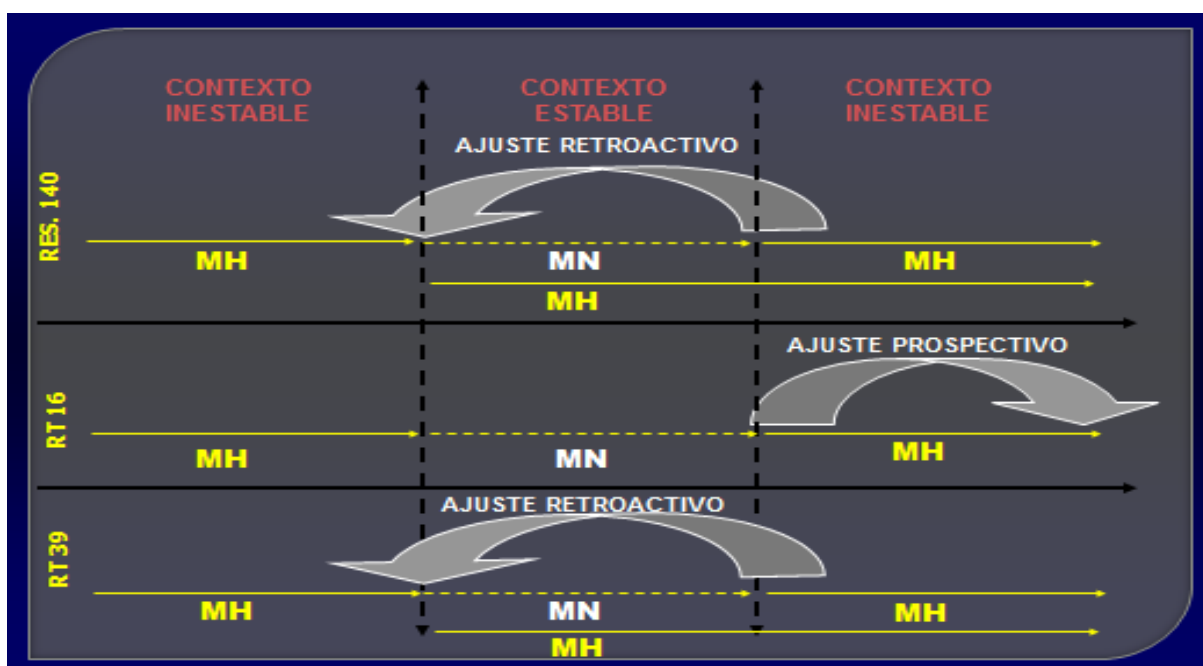 CONTEXTO
INESTABLE
CONTEXTO
ESTABLE
CONTEXTO
INESTABLE
RES. 140
AJUSTE RETROACTIVO
MH
MN
MH
MH
RT16
AJUSTE PROSPECTIVO
MH
MN
MH
RT39
AJUSTE RETROACTIVO
MH
MN
MH
MH